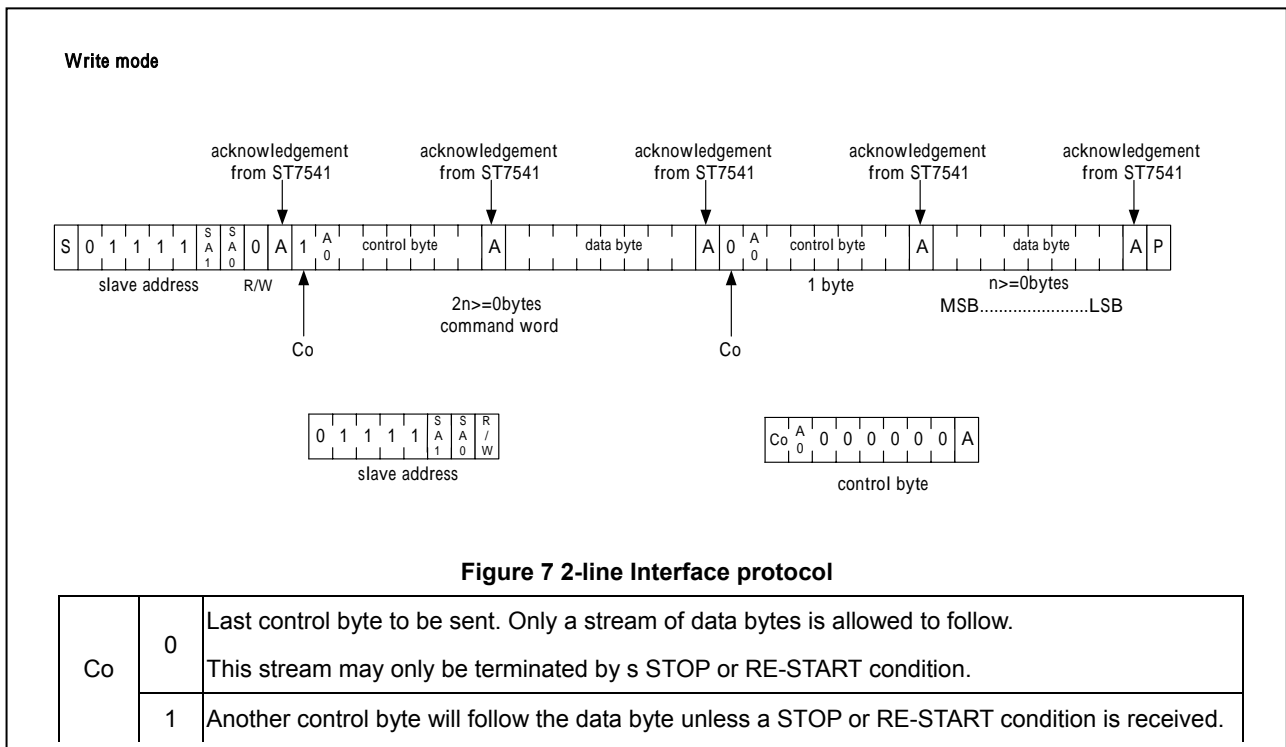 Write mode
acknowledgement from ST7541
acknowledgement from ST7541
acknowledgement from ST7541
acknowledgement from ST7541
acknowledgement from ST7541
S 0 1 1 1 1 SA1 SA0 0 A 1 A0 control byte A data byte A 0 A0 control byte A data byte A P
slave address R/W 1 byte n>=0bytes
2n>=0bytes MSB.......................LSB
command word
Co Co
0 1 1 1 1 SA1 SA0 R/W
slave address
Co A0 0 0 0 0 0 0 A
control byte
Figure 7 2-line Interface protocol
Co
0
Last control byte to be sent. Only a stream of data bytes is allowed to follow.
This stream may only be terminated by s STOP or RE-START condition.
1
Another control byte will follow the data byte unless a STOP or RE-START condition is received.